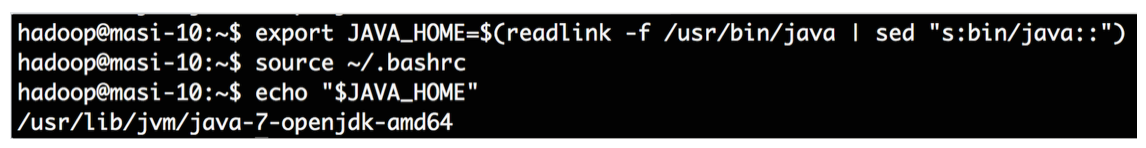 hadoop@masi-10:~$ export JAVA_HOME=$(readlink -f /usr/bin/java | sed "s:bin/java::")
hadoop@masi-10:~$ source ~/.bashrc
hadoop@masi-10:~$ echo "$JAVA_HOME"
/usr/lib/jvm/java-7-openjdk-amd64